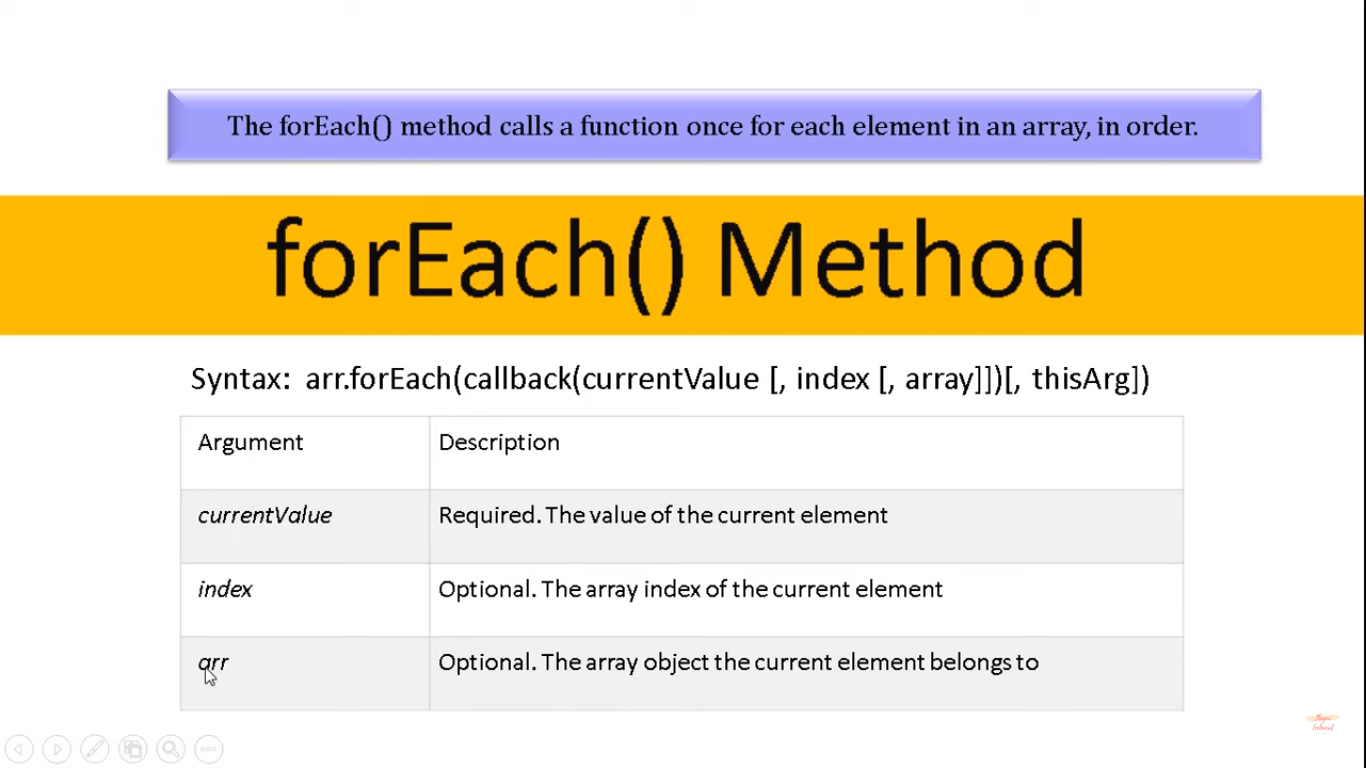 The forEach() method calls a function once for each element in an array, in order.
forEach() Method
Syntax: arr.forEach(callback(currentValue [, index [, array]])[, thisArg])
Argument Description
currentValue Required. The value of the current element
index Optional. The array index of the current element
arr Optional. The array object the current element belongs to
Technical